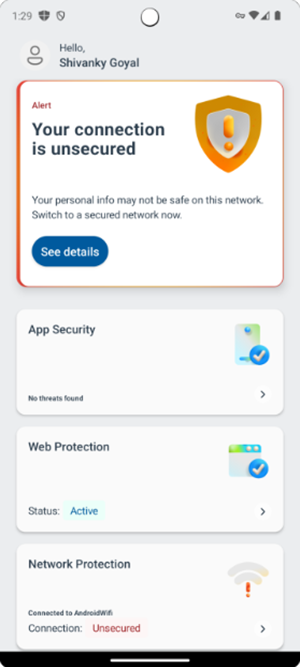 1:29
Hello,
Shivanky Goyal
Alert
Your connection
is unsecured
Your personal info may not be safe on this network.
Switch to a secured network now.
See details
App Security
No threats found
Web Protection
Status: Active
Network Protection
Connected to AndroidWifi
Connection: Unsecured